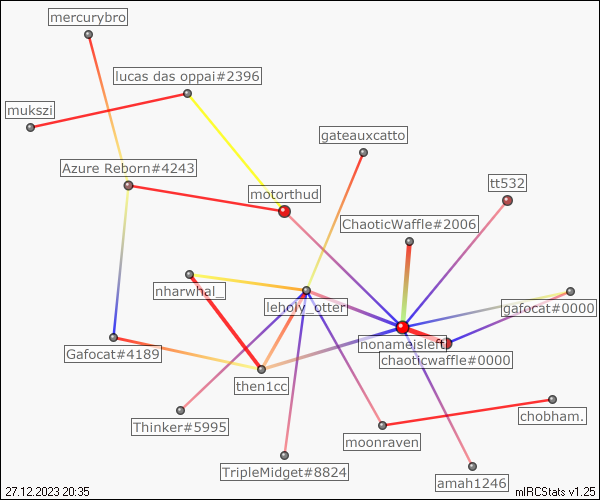 mercurybro
lucas das oppai#2396
mukszi
gateauxcatto
Azure Reborn#4243
tt532
motorthud
ChaoticWaffle#2006
nharwhal_
leholy_otter
gafocat#0000
nonameisleft
Gafocat#4189
chaoticwaffle#0000
then1cc
chobham.
Thinker#5995
moonraven
TripleMidget#8824
amah1246
27.12.2023 20:35
mIRCStats v1.25